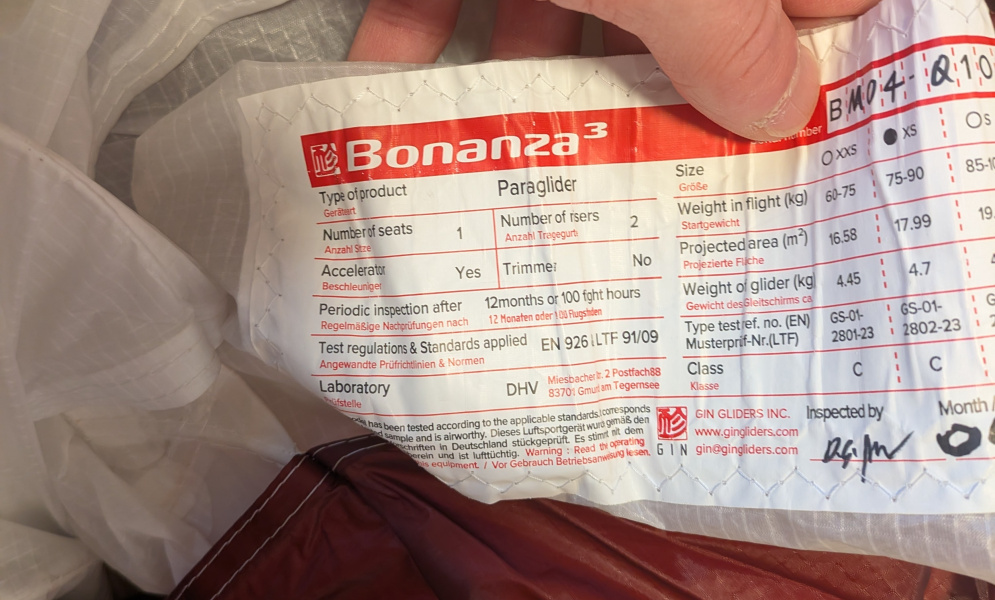 Bonanza³
number
BM04-Q10
Type of product Paraglider
Geräteart
Number of seats 1 Number of risers 2
Anzahl Sitze Anzahl Tragegurte
Accelerator Yes Trimmer No
Beschleuniger
Periodic inspection after 12months or 100 flight hours
Regelmäßige Nachprüfungen nach 12 Monaten oder 100 Flugstunden
Test regulations & Standards applied EN 926 LTF 91/09
Angewandte Prüfrichtlinien & Normen
Laboratory DHV Miesbacher Str. 2 Postfach88
83701 Gmund am Tegernsee
Size XXS XS S
Größe
Weight in flight (kg) 60-75 75-90
Startgewicht
Projected area (m²) 16.58 17.99
Projezierte Fläche
Weight of glider (kg 4.45 4.7
Gewicht des Gleitschirms ca
Type test ref. no. (EN) GS-01- GS-01-
Musterprüf-Nr.(LTF) 2801-23 2802-23
Class C C
Klasse
has been tested according to the applicable standards. corresponds
sample and is airworthy. Dieses Luftsportgerät wurd gemäß den
in Deutschland stückgeprüft. Es stimmt mit dem
und ist lufttüchtig. Warning : Read the operating
equipment. / Vor Gebrauch Betriebsanweisung lesen.
GIN
GIN GLIDERS INC.
www.gingliders.com
gin@gingliders.com
Inspected by Month/